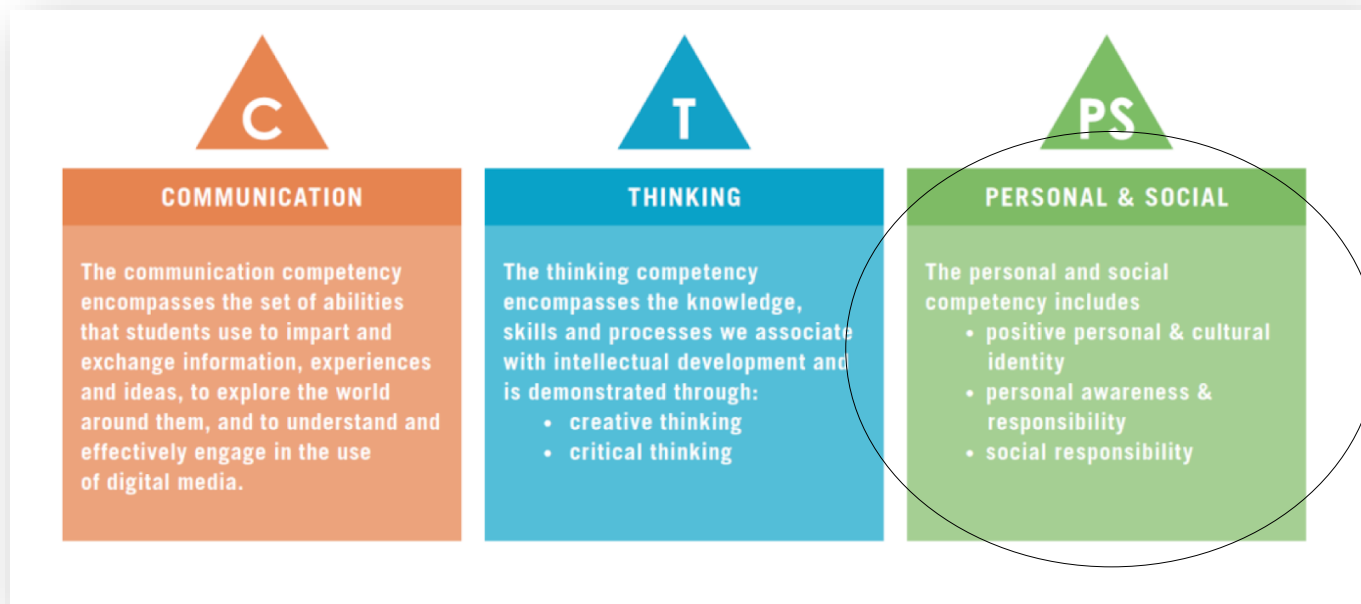 C
COMMUNICATION
The communication competency
encompasses the set of abilities
that students use to impart and
exchange information, experiences
and ideas, to explore the world
around them, and to understand and
effectively engage in the use
of digital media.
T
THINKING
The thinking competency
encompasses the knowledge,
skills and processes we associate
with intellectual development and
is demonstrated through:
• creative thinking
• critical thinking
PS
PERSONAL & SOCIAL
The personal and social
competency includes
• positive personal & cultural
identity
• personal awareness &
responsibility
• social responsibility